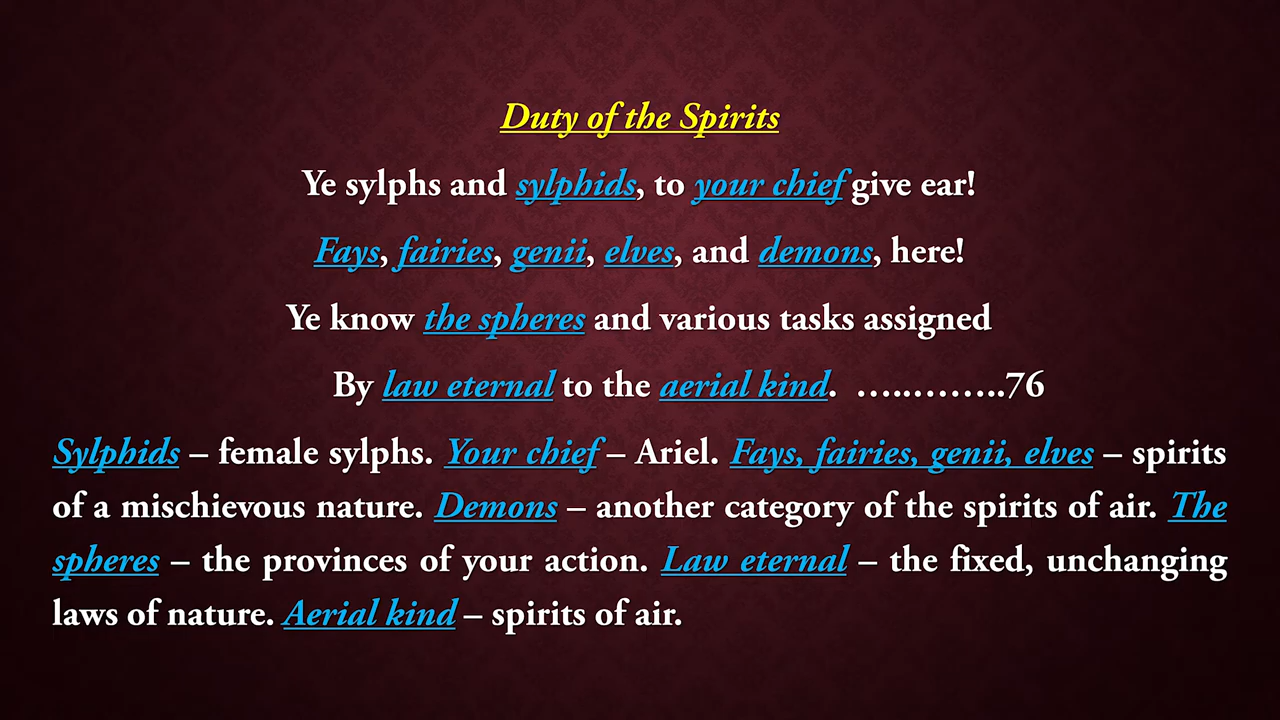 Duty of the Spirits
Ye sylphs and sylphids, to your chief give ear!
Fays, fairies, genii, elves, and demons, here!
Ye know the spheres and various tasks assigned
By law eternal to the aerial kind. …..……..76
Sylphids – female sylphs. Your chief – Ariel. Fays, fairies, genii, elves – spirits
of a mischievous nature. Demons – another category of the spirits of air. The
spheres – the provinces of your action. Law eternal – the fixed, unchanging
laws of nature. Aerial kind – spirits of air.